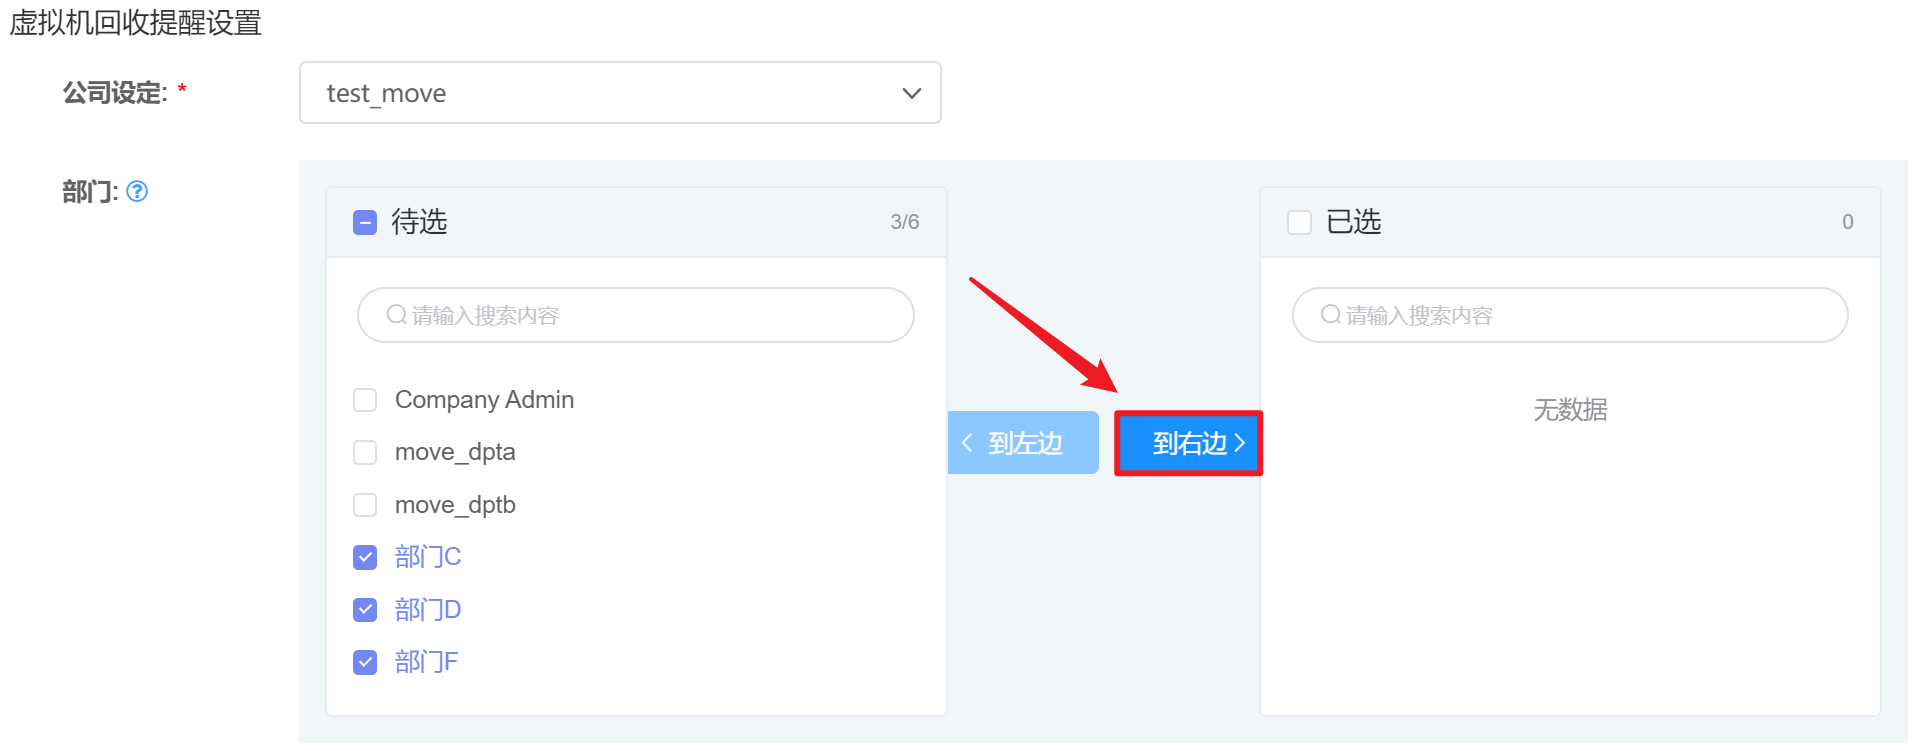 虚拟机回收提醒设置
公司设定: *
test_move
部门: ?
待选
3/6
请输入搜索内容
Company Admin
move_dpta
move_dptb
部门C
部门D
部门F
到左边
到右边
已选
0
请输入搜索内容
无数据